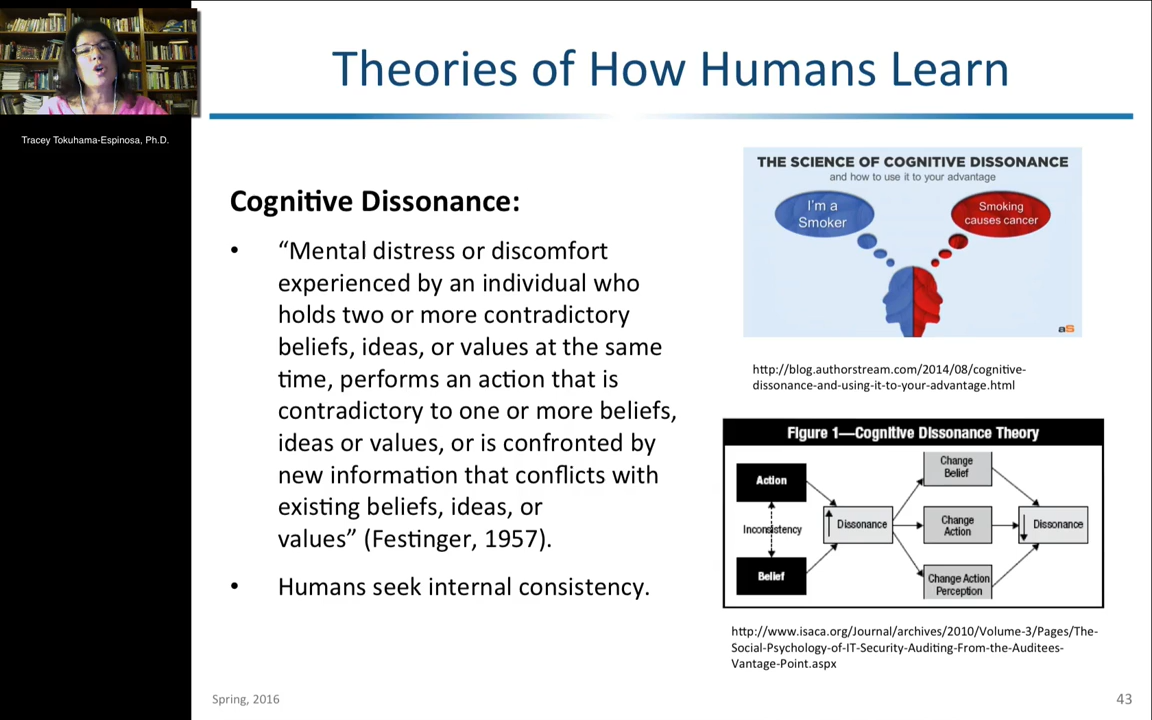 Tracey Tokuhama-Espinosa, Ph.D.
Theories of How Humans Learn
Cognitive Dissonance:
• “Mental distress or discomfort
experienced by an individual who
holds two or more contradictory
beliefs, ideas, or values at the same
time, performs an action that is
contradictory to one or more beliefs,
ideas or values, or is confronted by
new information that conflicts with
existing beliefs, ideas, or
values” (Festinger, 1957).
• Humans seek internal consistency.
THE SCIENCE OF COGNITIVE DISSONANCE
and how to use it to your advantage
I'm a
Smoker
Smoking
causes cancer
aS
http://blog.authorstream.com/2014/08/cognitive-
dissonance-and-using-it-to-your-advantage.html
Figure 1—Cognitive Dissonance Theory
Action
Inconsistency
Belief
Dissonance
Change
Belief
Change
Action
Change Action
Perception
Dissonance
http://www.isaca.org/Journal/archives/2010/Volume-3/Pages/The-
Social-Psychology-of-IT-Security-Auditing-From-the-Auditees-
Vantage-Point.aspx
Spring, 2016
43